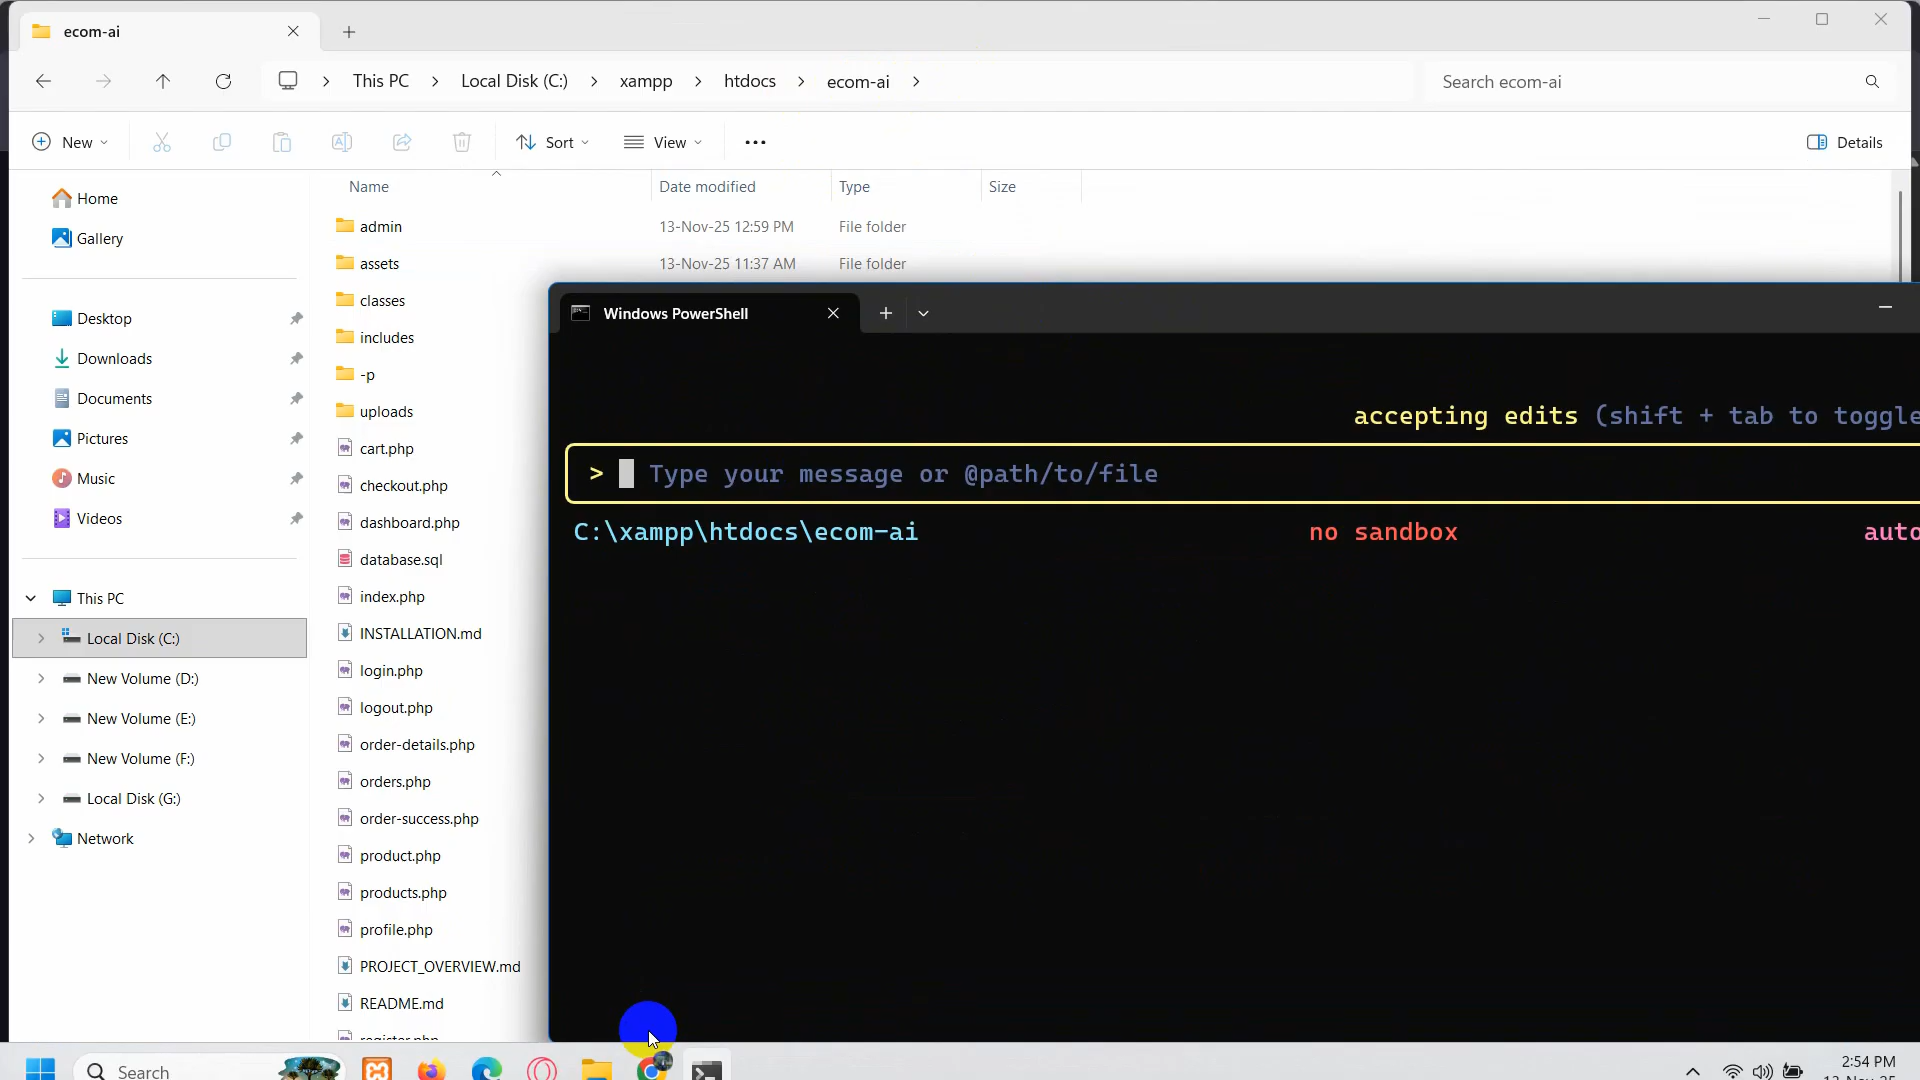 ecom-ai
This PC > Local Disk (C:) > xampp > htdocs > ecom-ai >
Search ecom-ai
New
Sort
View
Details
Name
Date modified
Type
Size
Home
Gallery
Desktop
Downloads
Documents
Pictures
Music
Videos
This PC
Local Disk (C:)
New Volume (D:)
New Volume (E:)
New Volume (F:)
Local Disk (G:)
Network
admin 13-Nov-25 12:59 PM File folder
assets 13-Nov-25 11:37 AM File folder
classes
includes
-p
uploads
cart.php
checkout.php
dashboard.php
database.sql
index.php
INSTALLATION.md
login.php
logout.php
order-details.php
orders.php
order-success.php
product.php
products.php
profile.php
PROJECT_OVERVIEW.md
README.md
register.php
Windows PowerShell
accepting edits (shift + tab to toggle
> Type your message or @path/to/file
C:\xampp\htdocs\ecom-ai no sandbox auto
Search
2:54 PM
13-Nov-25